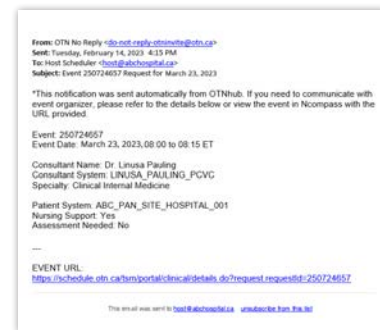 From: OTN No Reply <do-not-reply-otninvite@otn.ca>
Sent: Tuesday, February 14, 2023 4:15 PM
To: Host Scheduler <host@abchospital.ca>
Subject: Event 250724657 Request for March 23, 2023
*This notification was sent automatically from OTNhub. If you need to communicate with
event organizer, please refer to the details below or view the event in Ncompass with the
URL provided
Event: 250724657
Event Date: March 23, 2023, 08:00 to 08:15 ET
Consultant Name: Dr. Linusa Pauling
Consultant System: LINUSA_PAULING_PCVC
Specialty: Clinical Internal Medicine
Patient System: ABC_PAN_SITE_HOSPITAL_001
Nursing Support: Yes
Assessment Needed: No
---
EVENT URL:
https://schedule.otn.ca/tsm/portal/clinical/details.do?request.requestId=250724657
This email was sent to host@abchospital.ca unsubscribe from this list